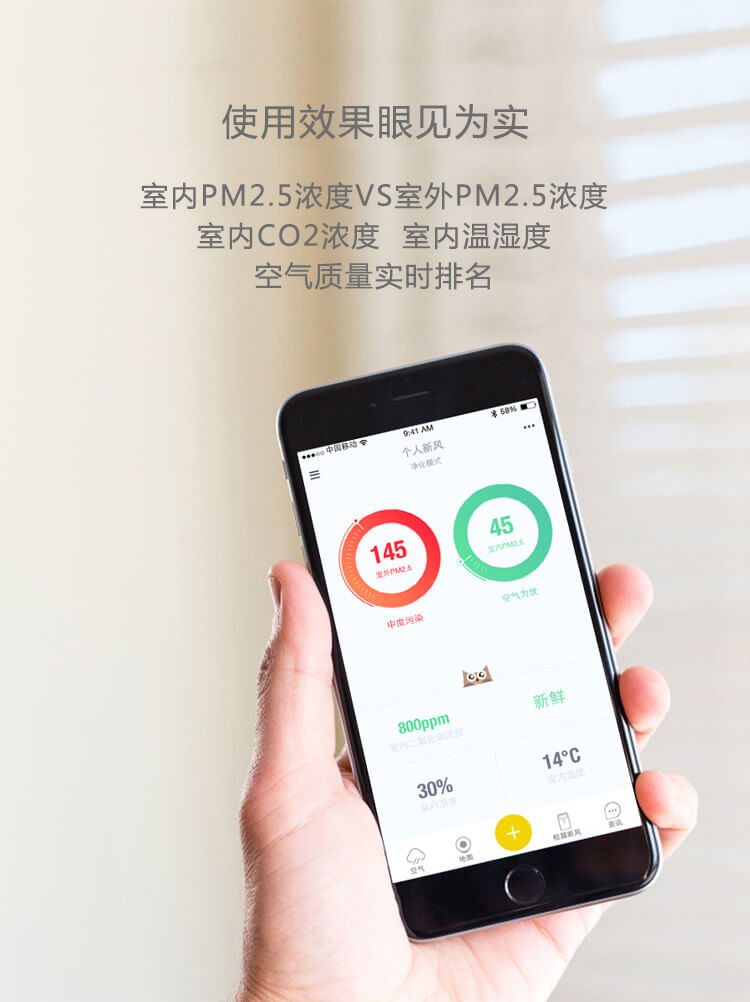 使用效果眼见为实
室内PM2.5浓度VS室外PM2.5浓度
室内CO2浓度 室内温湿度
空气质量实时排名
中国移动
9:41 AM
58%
个人新风
净化模式
145
室外PM2.5
中度污染
45
室内PM2.5
空气为优
800ppm
室内二氧化碳浓度
新鲜
30%
室内湿度
14°C
室内温度
空气
地图
+
校园新风
资讯